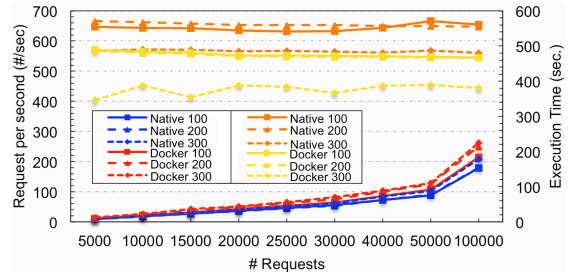 700
600
500
400
300
200
100
0
Request per second (#/sec)
600
500
400
300
200
100
0
Execution Time (sec.)
Native 100
Native 200
Native 300
Docker 100
Docker 200
Docker 300
Native 100
Native 200
Native 300
Docker 100
Docker 200
Docker 300
5000 10000 15000 20000 25000 30000 40000 50000 100000
# Requests